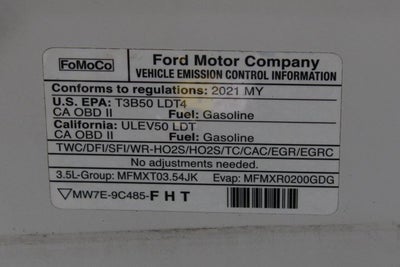 FoMoCo
Ford Motor Company
VEHICLE EMISSION CONTROL INFORMATION
Conforms to regulations: 2021 MY
U.S. EPA: T3B50 LDT4
CA OBD II Fuel: Gasoline
California: ULEV50 LDT
CA OBD II Fuel: Gasoline
TWC/DFI/SFI/WR-HO2S/HO2S/TC/CAC/EGR/EGRC
No adjustments needed.
3.5L-Group: MFMXT03.54JK Evap: MFMXR0200GDG
MW7E-9C485-F H T